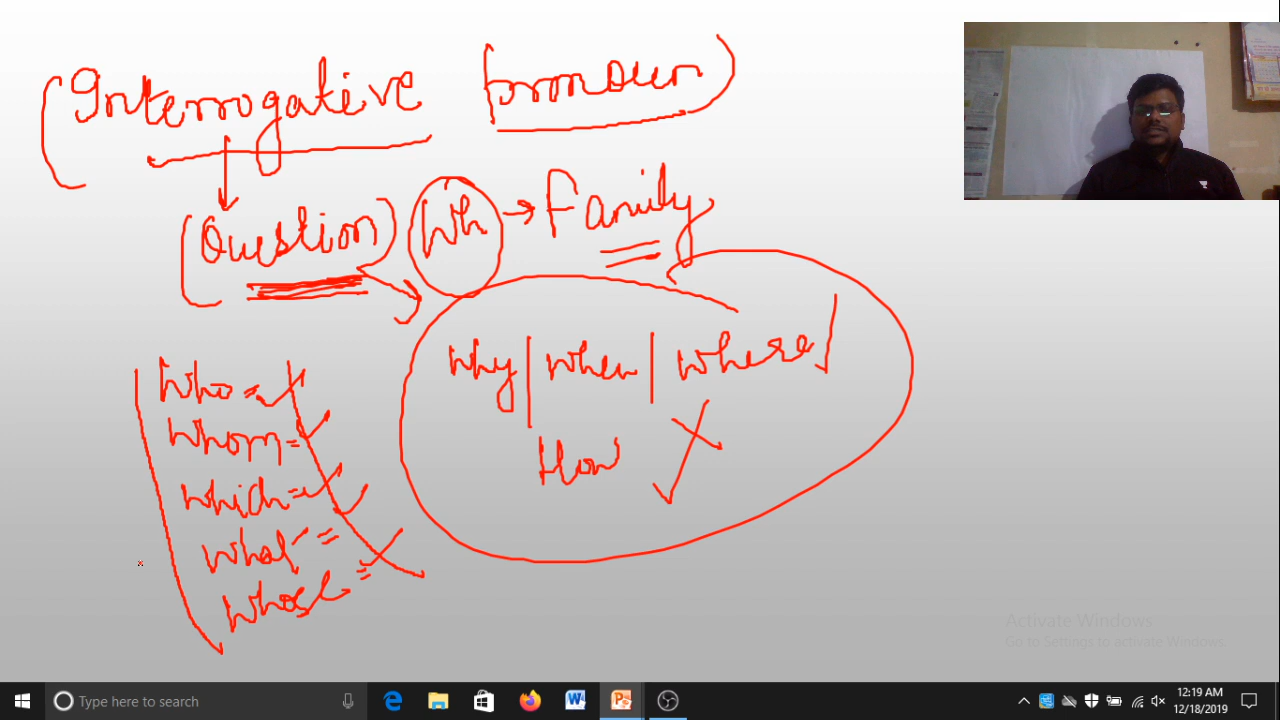 (Interrogative pronoun)
(Question) Wh → Family
Why | when | where ✓
How
Who =
Whom =
Which =
What =
Whose =
Activate Windows
Go to Settings to activate Windows
Type here to search
12:19 AM
12/18/2019